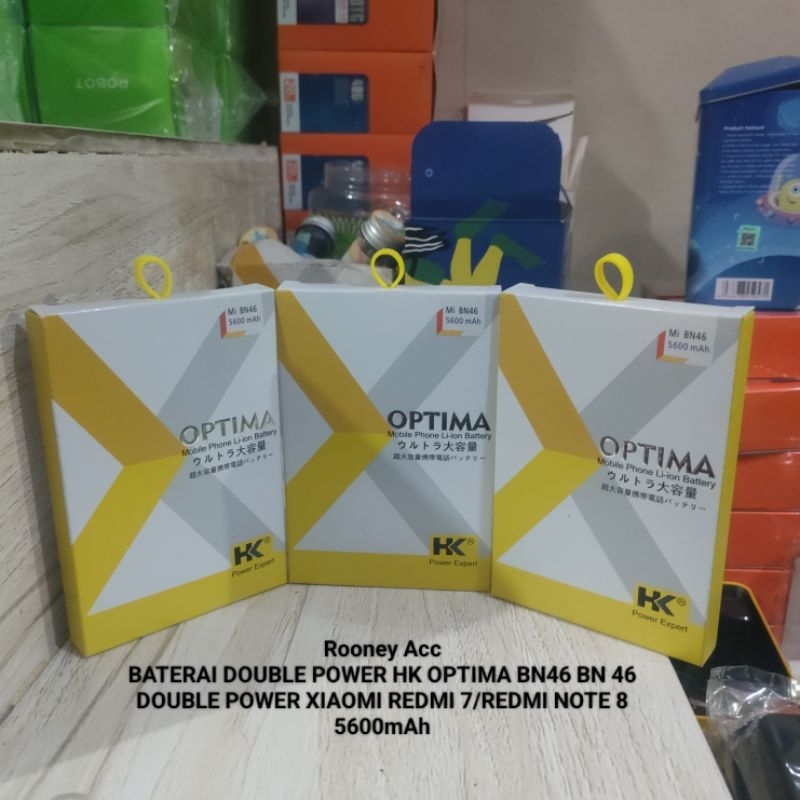 ROBOT
Product Feature
Mi BN46
5600 mAh
OPTIMA
Mobile Phone Li-ion Battery
ウルトラ大容量
超大容量携帯電話バッテリー
HK®
Power Expert
Mi BN46
5600 mAh
OPTIMA
Mobile Phone Li-ion Battery
ウルトラ大容量
超大容量携帯電話バッテリー
HK®
Power Expert
Mi BN46
5600 mAh
OPTIMA
Mobile Phone Li-ion Battery
ウルトラ大容量
超大容量携帯電話バッテリー
HK®
Power Expert
Rooney Acc
BATERAI DOUBLE POWER HK OPTIMA BN46 BN 46
DOUBLE POWER XIAOMI REDMI 7/REDMI NOTE 8
5600mAh